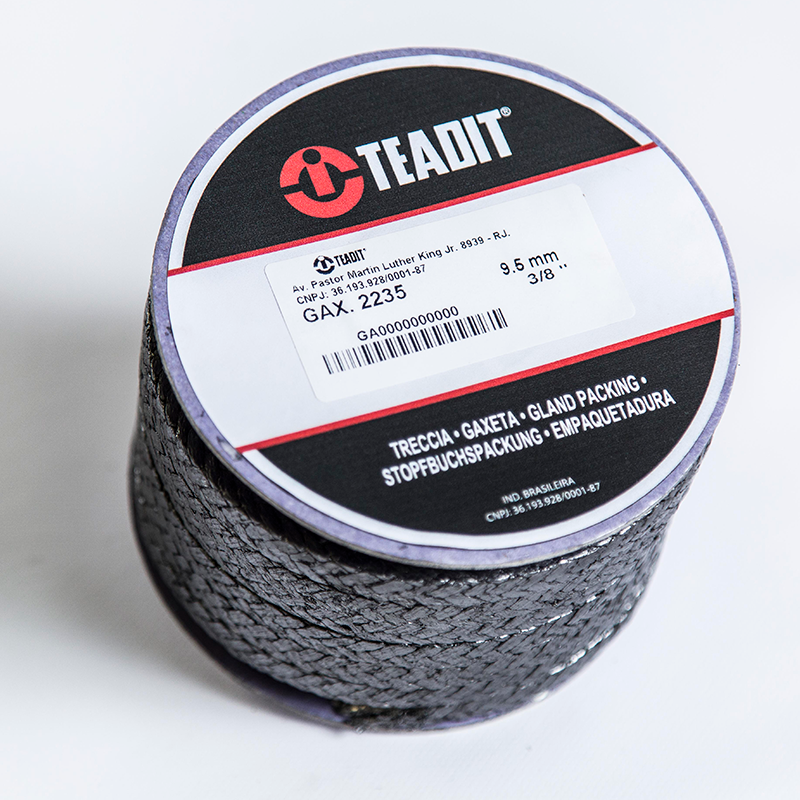 TEADIT®
TEADIT®
Av. Pastor Martin Luther King Jr. 8939 - RJ.
CNPJ: 36.193.928/0001-87
GAX. 2235
9.5 mm
3/8 "
GA0000000000
TRECCIA • GAXETA • GLAND PACKING •
STOPFBUCHSPACKUNG • EMPAQUETADURA
IND. BRASILEIRA
CNPJ: 36.193.928/0001-87